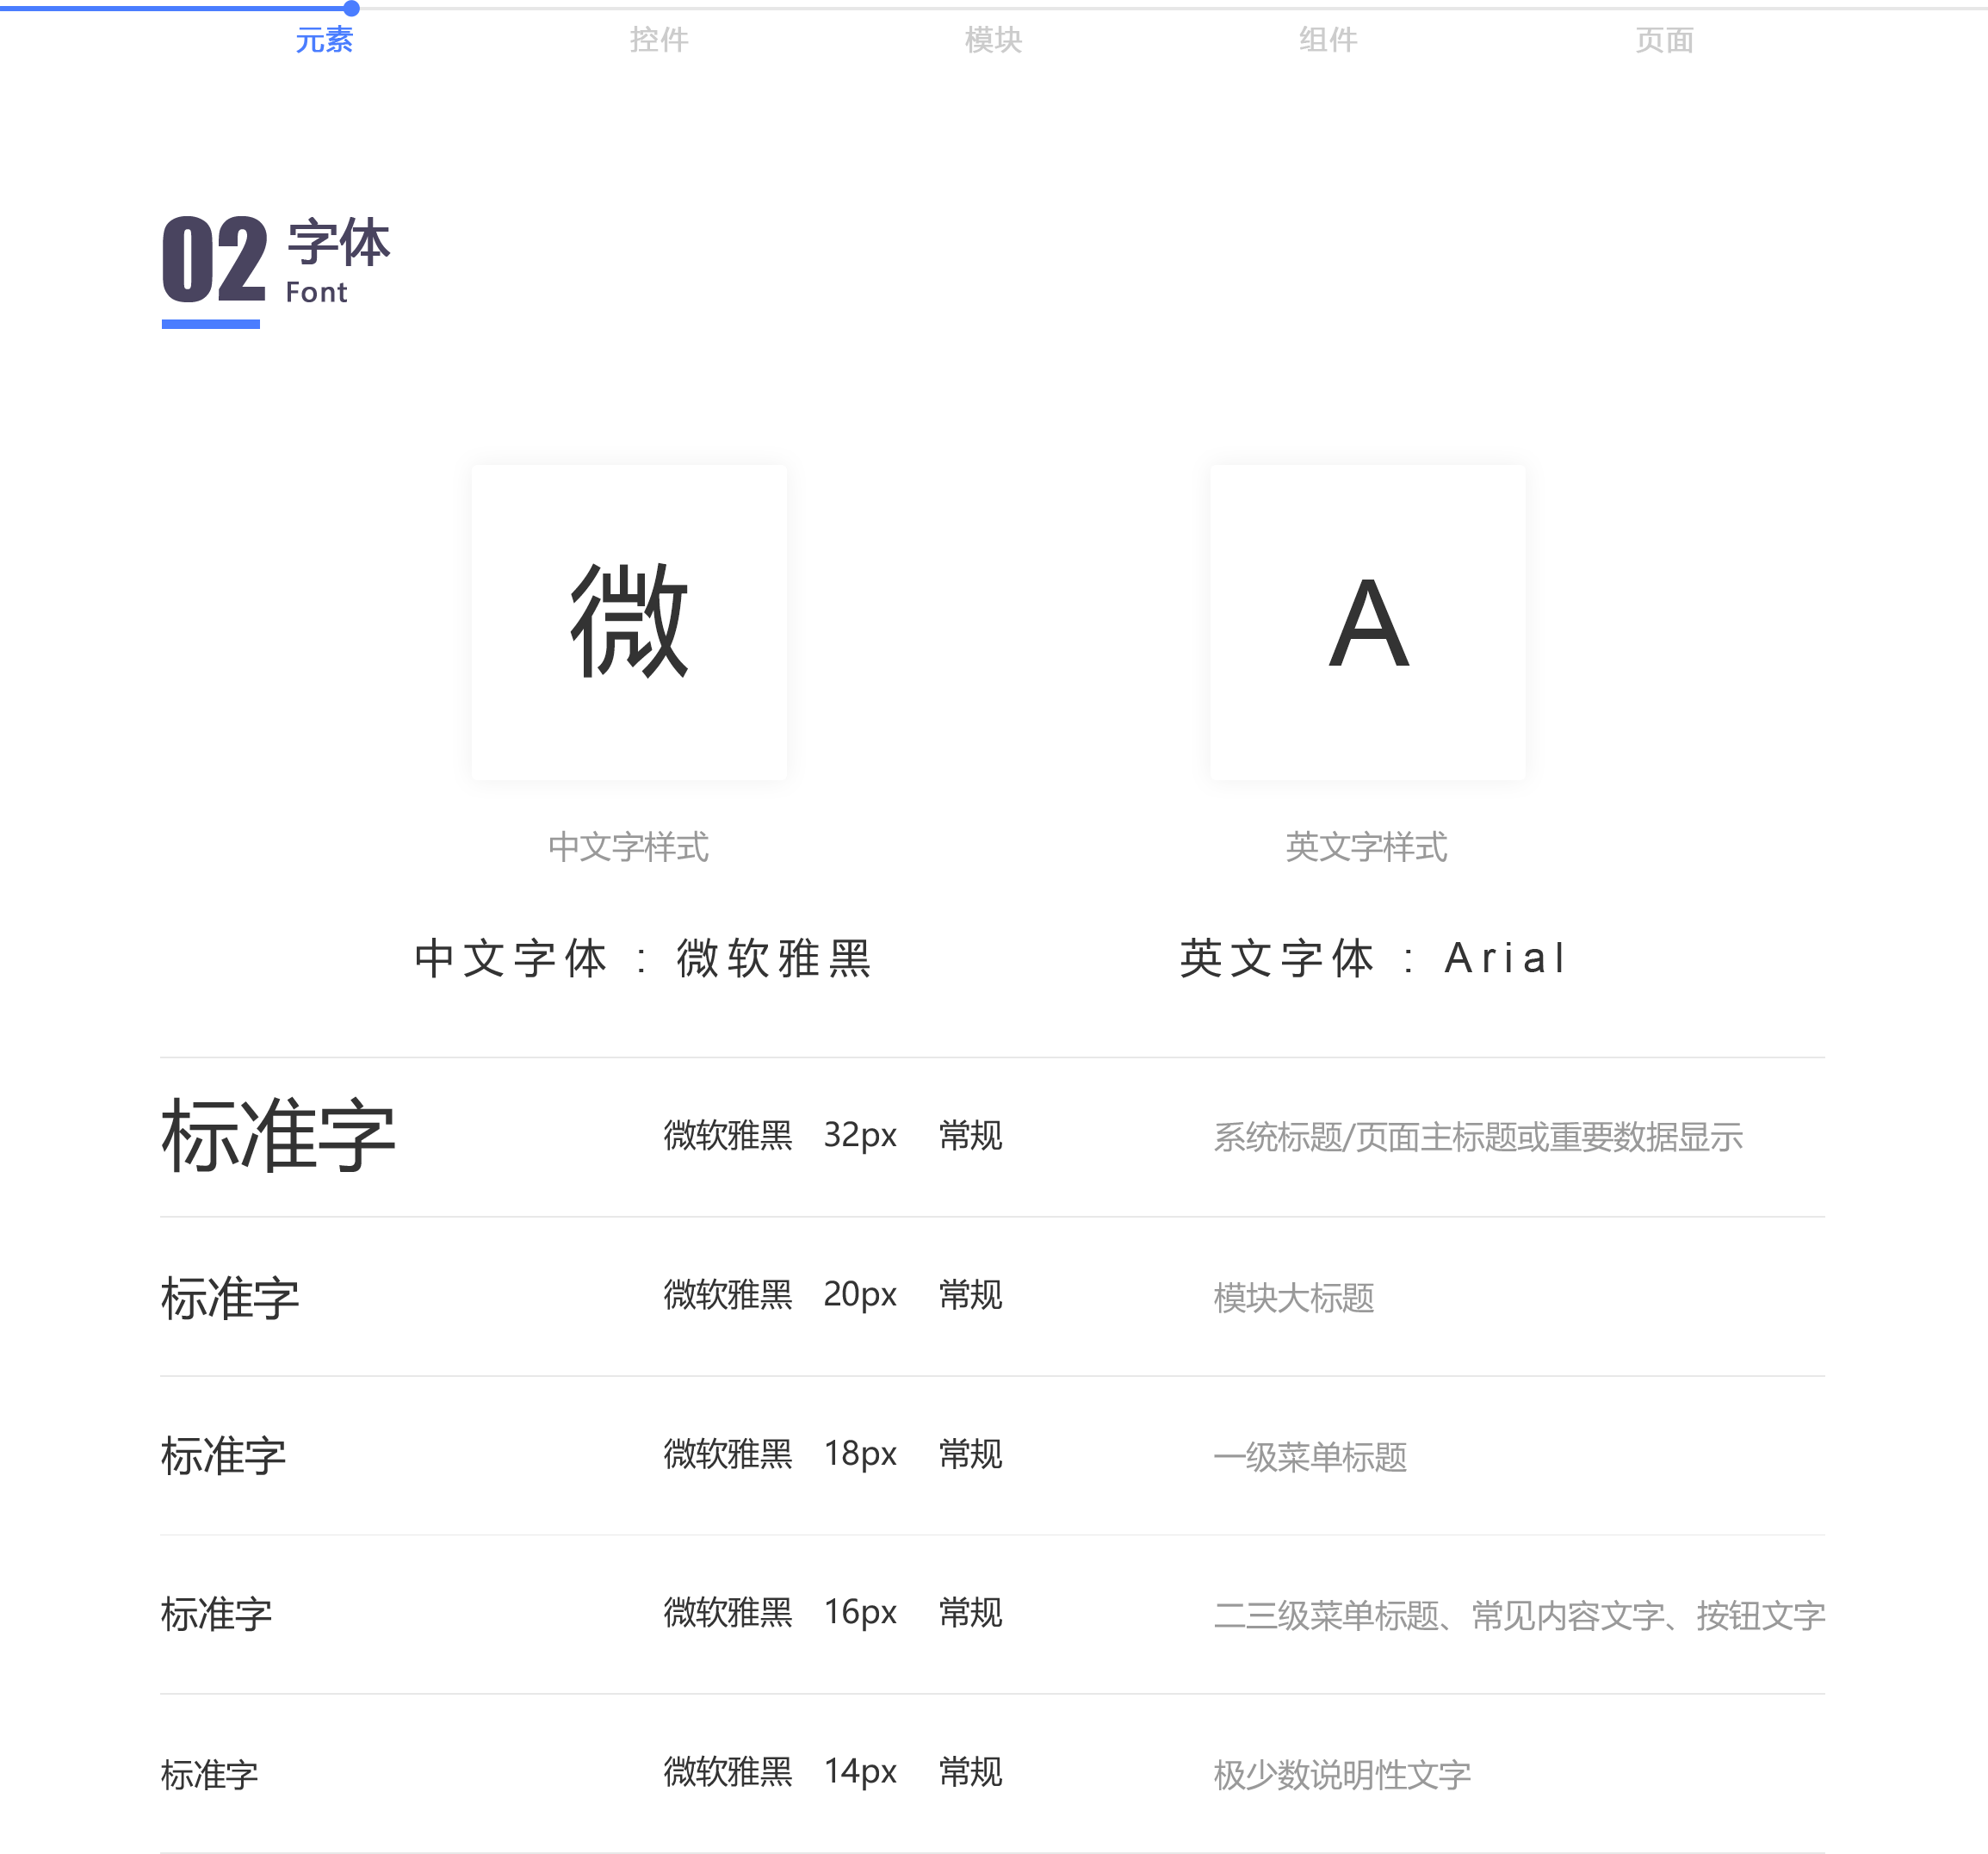 元素 控件 模块 组件 页面
02 字体
Font
微 A
中文字样式 英文字样式
中文字体 : 微软雅黑 英文字体 : Arial
标准字 微软雅黑 32px 常规 系统标题/页面主标题或重要数据显示
标准字 微软雅黑 20px 常规 模块大标题
标准字 微软雅黑 18px 常规 一级菜单标题
标准字 微软雅黑 16px 常规 二三级菜单标题、常见内容文字、按钮文字
标准字 微软雅黑 14px 常规 极少数说明性文字